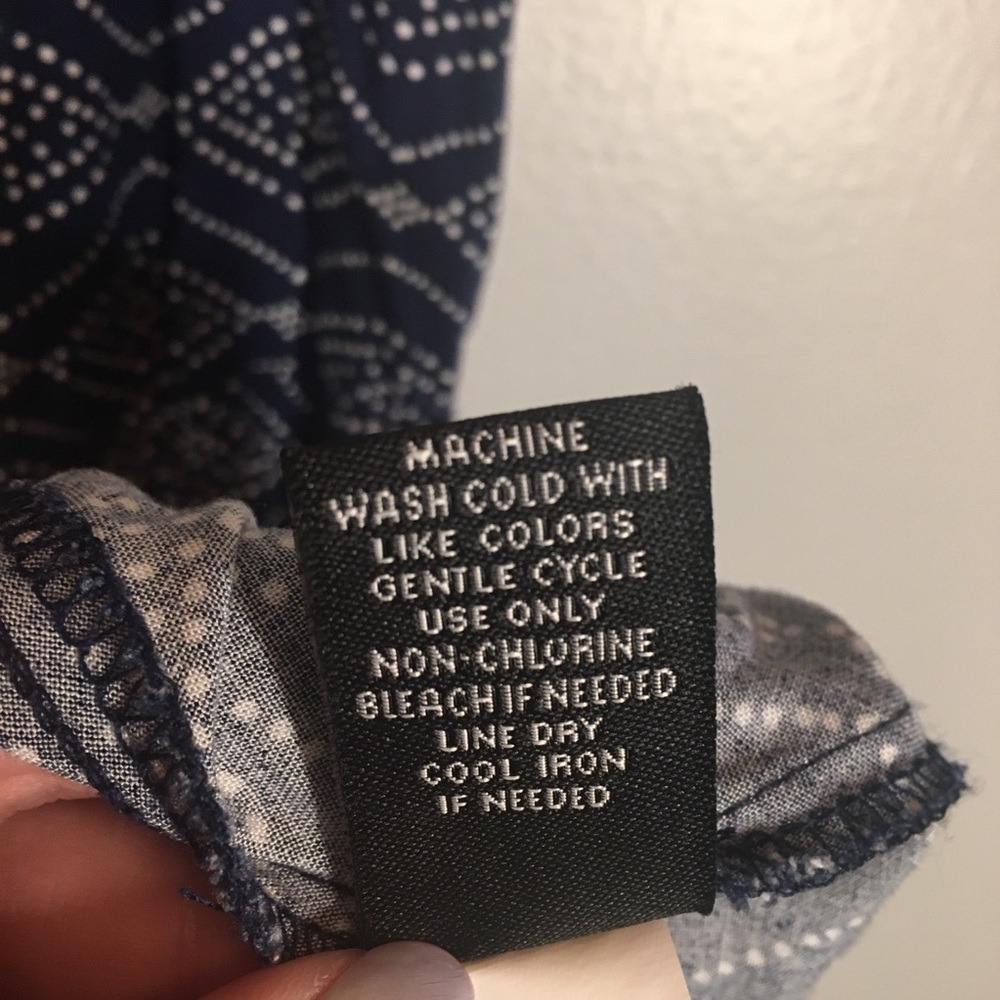 MACHINE
WASH COLD WITH
LIKE COLORS
GENTLE CYCLE
USE ONLY
NON-CHLORINE
BLEACH IF NEEDED
LINE DRY
COOL IRON
IF NEEDED